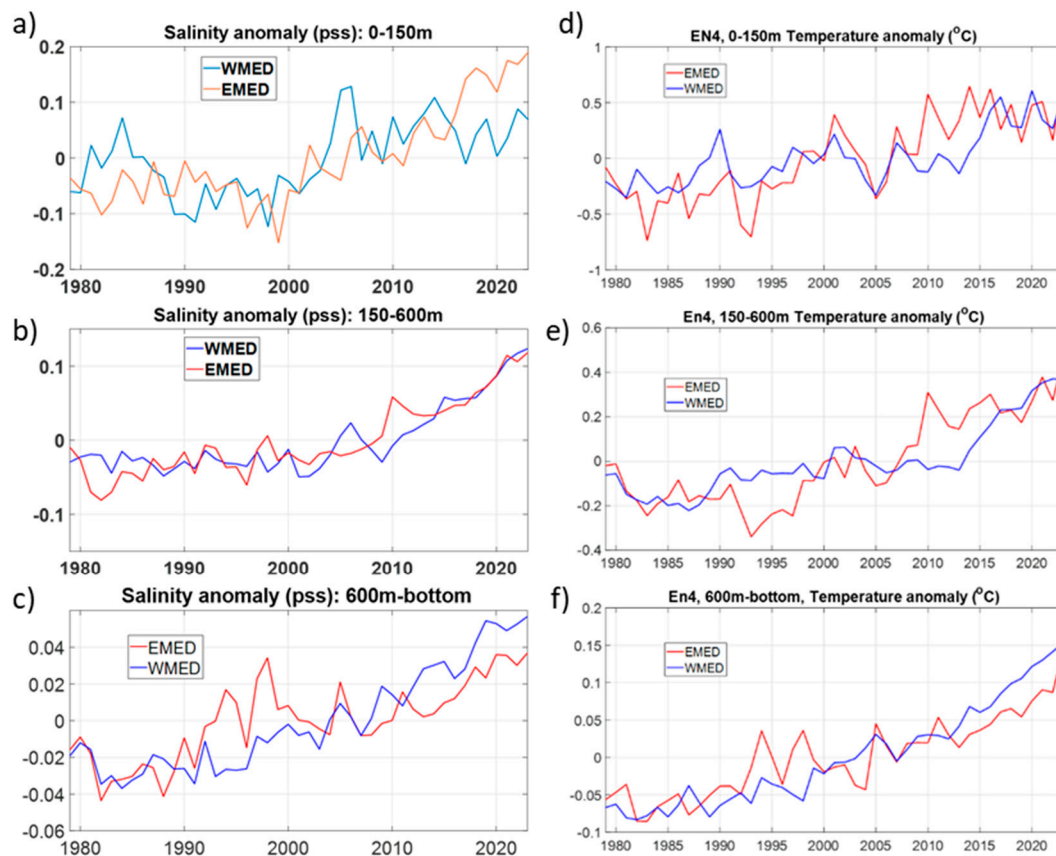 a)
Salinity anomaly (pss): 0-150m
0.2
0.1
0
-0.1
-0.2
WMED
EMED
1980 1990 2000 2010 2020
b)
Salinity anomaly (pss): 150-600m
0.1
0
-0.1
WMED
EMED
1980 1990 2000 2010 2020
c)
Salinity anomaly (pss): 600m-bottom
0.04
0.02
0
-0.02
-0.04
-0.06
EMED
WMED
1980 1990 2000 2010 2020
d)
EN4, 0-150m Temperature anomaly (°C)
1
0.5
0
-0.5
-1
EMED
WMED
1980 1985 1990 1995 2000 2005 2010 2015 2020
e)
En4, 150-600m Temperature anomaly (°C)
0.6
0.4
0.2
0
-0.2
-0.4
EMED
WMED
1980 1985 1990 1995 2000 2005 2010 2015 2020
f)
En4, 600m-bottom, Temperature anomaly (°C)
0.2
0.15
0.1
0.05
0
-0.05
-0.1
EMED
WMED
1980 1985 1990 1995 2000 2005 2010 2015 2020